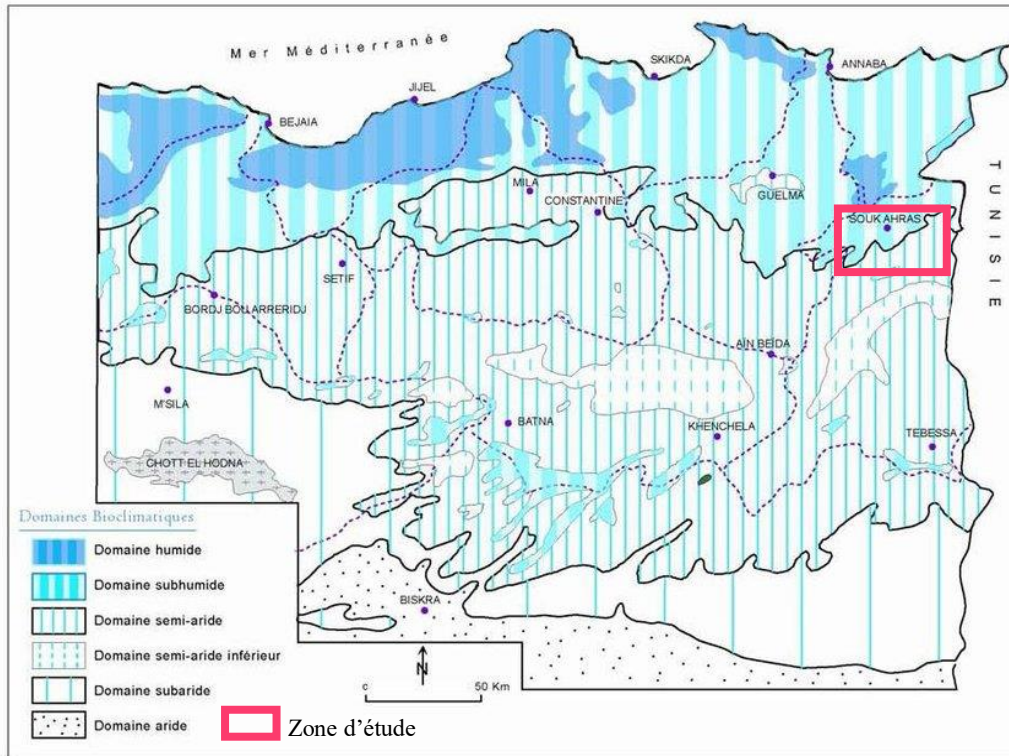 Mer Méditerranée
SKIKDA
ANNABA
JIJEL
BEJAIA
TUNISIE
MILA
GUELMA
CONSTANTINE
SOUK AHRAS
SETIF
BORDJ BOU ARRERIDJ
AIN BEIDA
M'SILA
BATNA
KHENCHELA
TEBESSA
CHOTT EL HODNA
Domaines Bioclimatiques
Domaine humide
Domaine subhumide
Domaine semi-aride
Domaine semi-aride inférieur
Domaine subaride
Domaine aride
BISKRA
N
c 50 Km
Zone d'étude